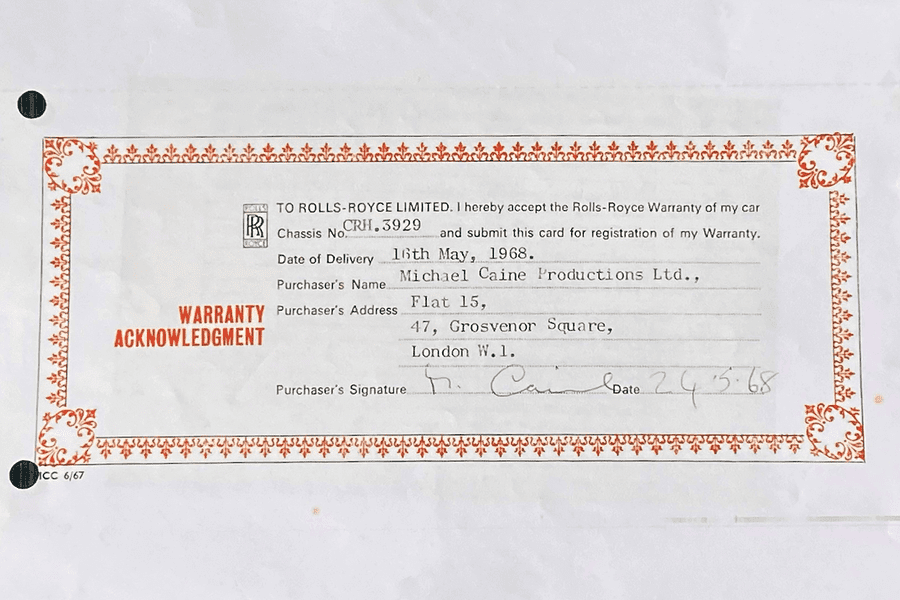 ROLLS
RR
ROYCE
TO ROLLS-ROYCE LIMITED. I hereby accept the Rolls-Royce Warranty of my car
Chassis No. CRH.3929 and submit this card for registration of my Warranty.
Date of Delivery 16th May, 1968.
Purchaser's Name Michael Caine Productions Ltd.,
Purchaser's Address Flat 15,
47, Grosvenor Square,
London W.1.
Purchaser's Signature M. Caine Date 24.5.68
WARRANTY
ACKNOWLEDGMENT
ICC 6/67